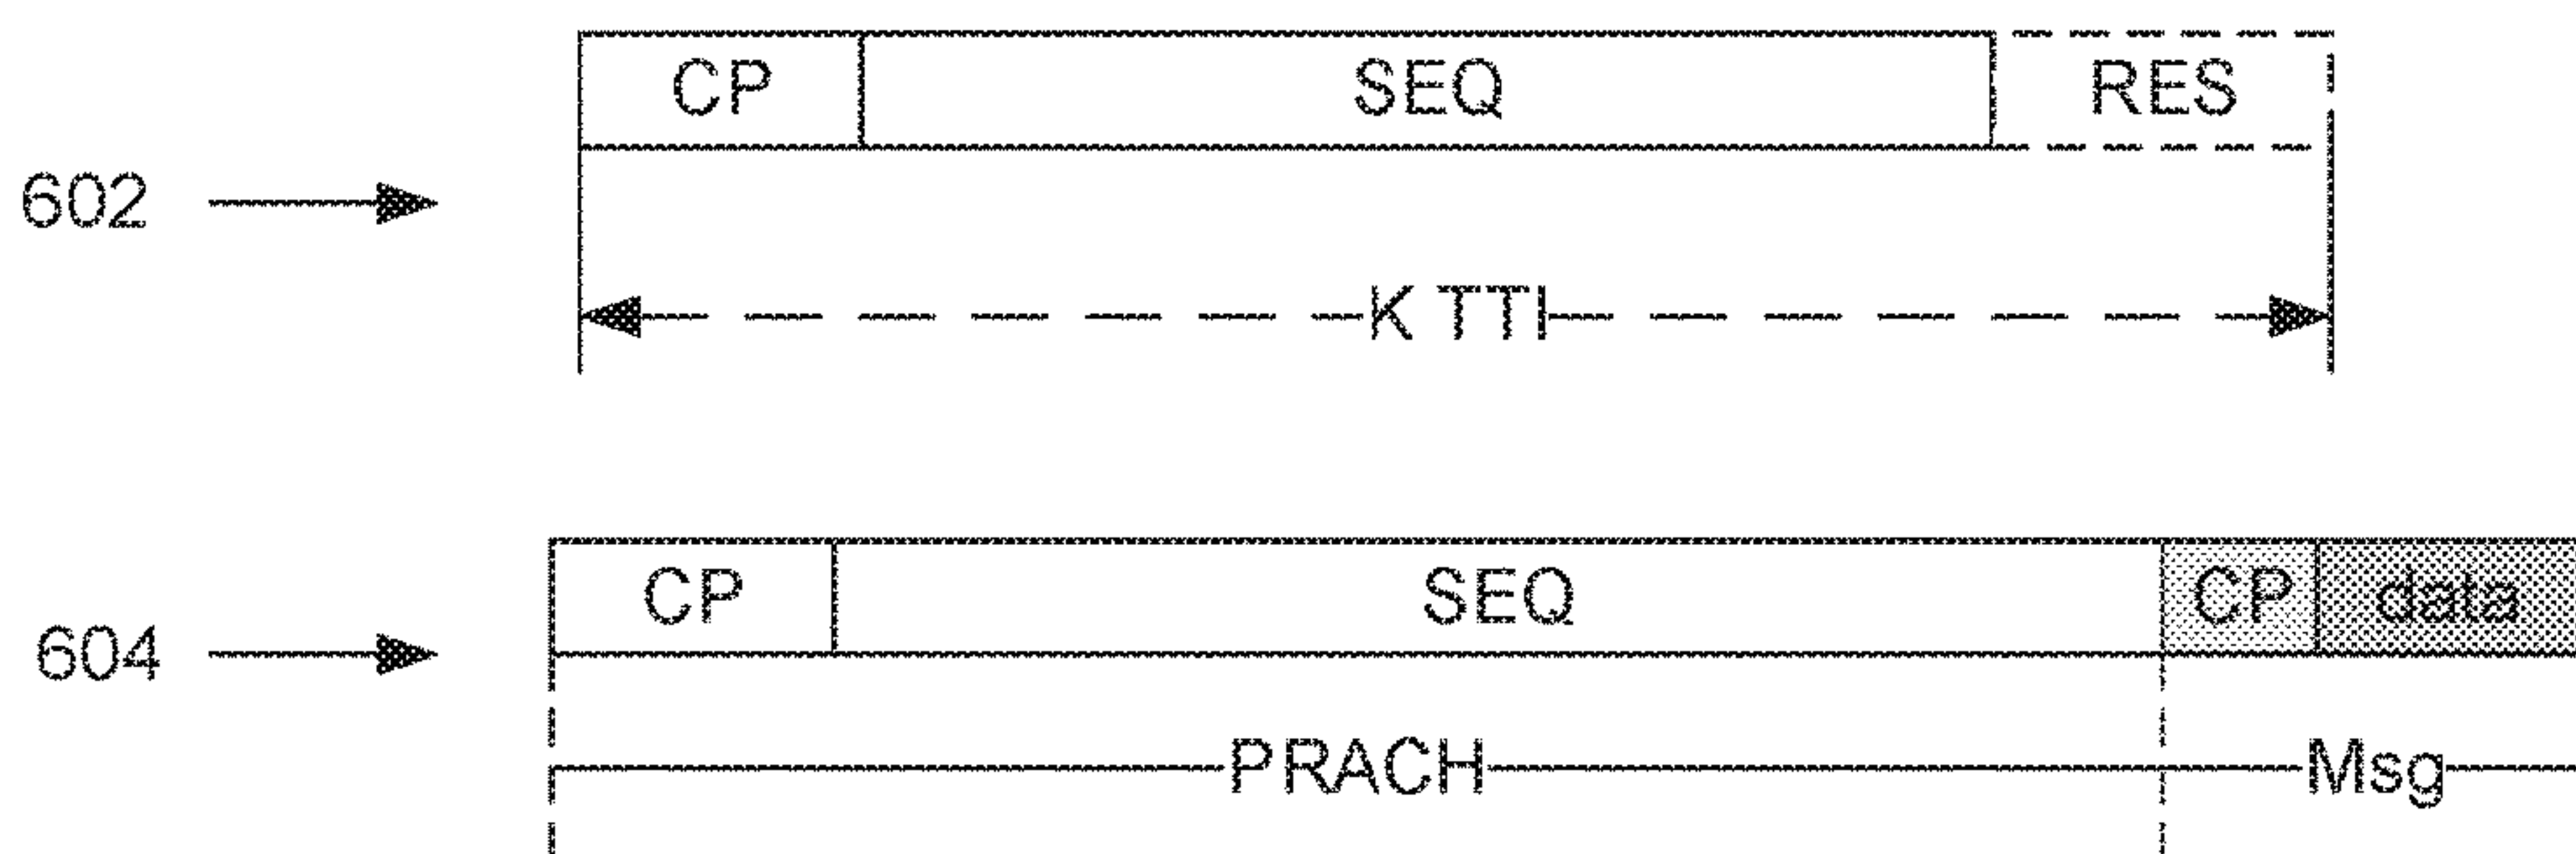 CP SEQ RES
602
K TTI
CP SEQ CP data
604
PRACH Msg